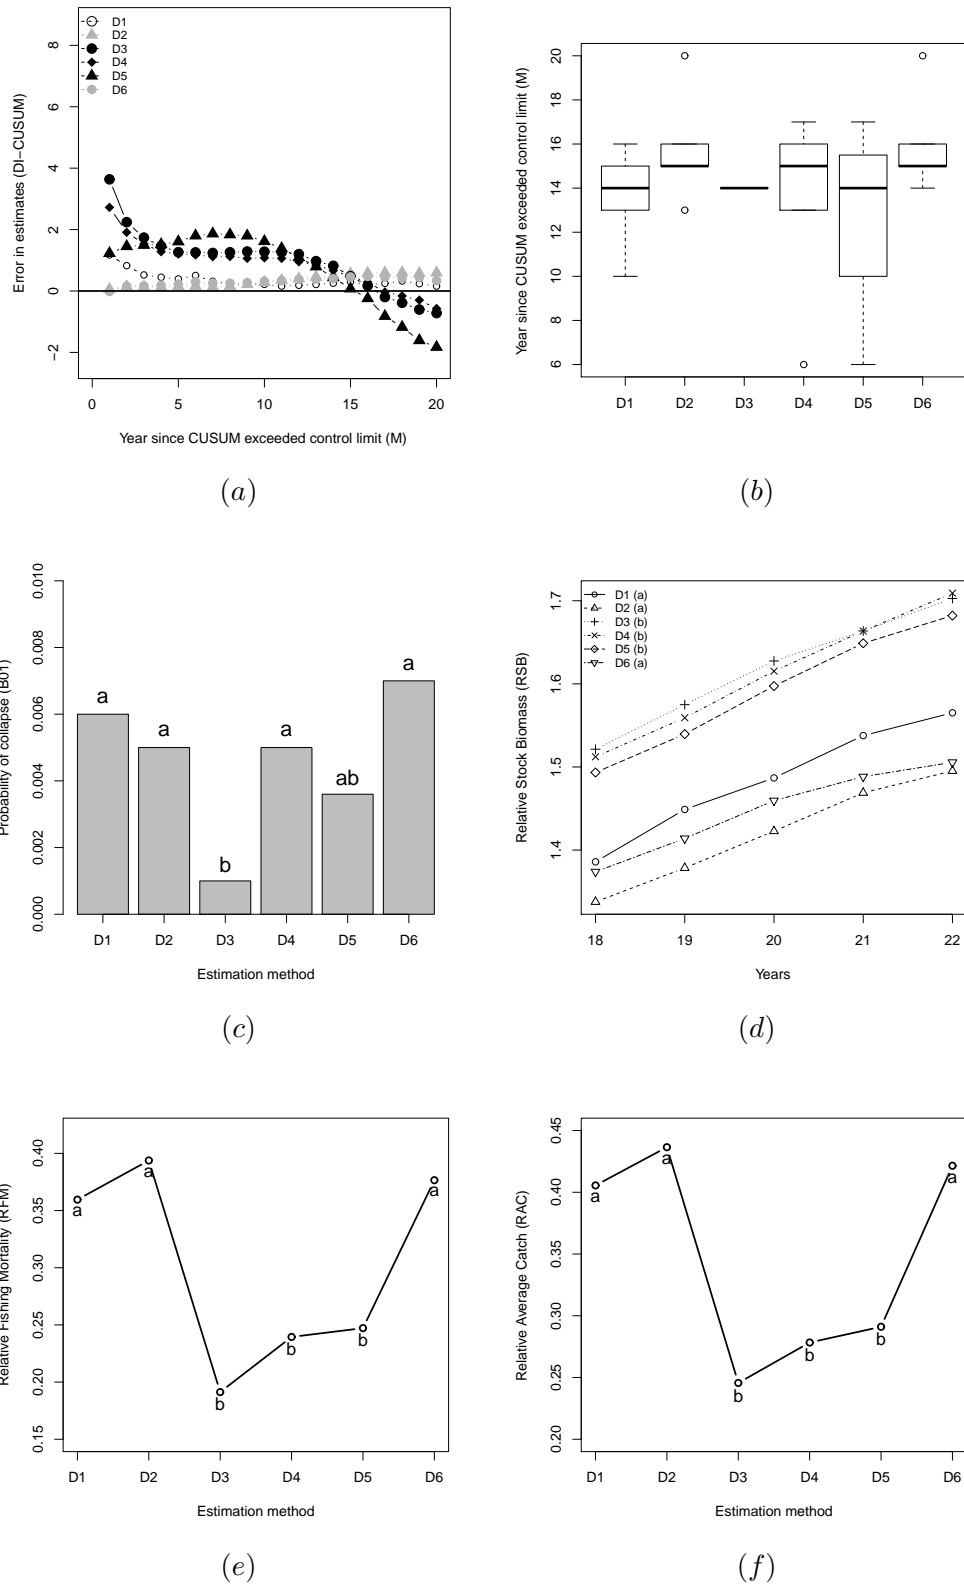 D1
D2
D3
D4
D5
D6
8
6
4
2
0
−2
Error in estimates (DI−CUSUM)
0 5 10 15 20
Year since CUSUM exceeded control limit (M)
(a)
20
18
16
14
12
10
8
6
Year since CUSUM exceeded control limit (M)
D1 D2 D3 D4 D5 D6
(b)
0.010
0.008
0.006
0.004
0.002
0.000
Probability of collapse (B01)
a a b a ab a
D1 D2 D3 D4 D5 D6
Estimation method
(c)
D1 (a)
D2 (a)
D3 (b)
D4 (b)
D5 (b)
D6 (a)
1.7
1.6
1.5
1.4
Relative Stock Biomass (RSB)
18 19 20 21 22
Years
(d)
0.40
0.35
0.30
0.25
0.20
0.15
Relative Fishing Mortality (RFM)
a a b b b a
D1 D2 D3 D4 D5 D6
Estimation method
(e)
0.45
0.40
0.35
0.30
0.25
0.20
Relative Average Catch (RAC)
a a b b b a
D1 D2 D3 D4 D5 D6
Estimation method
(f)